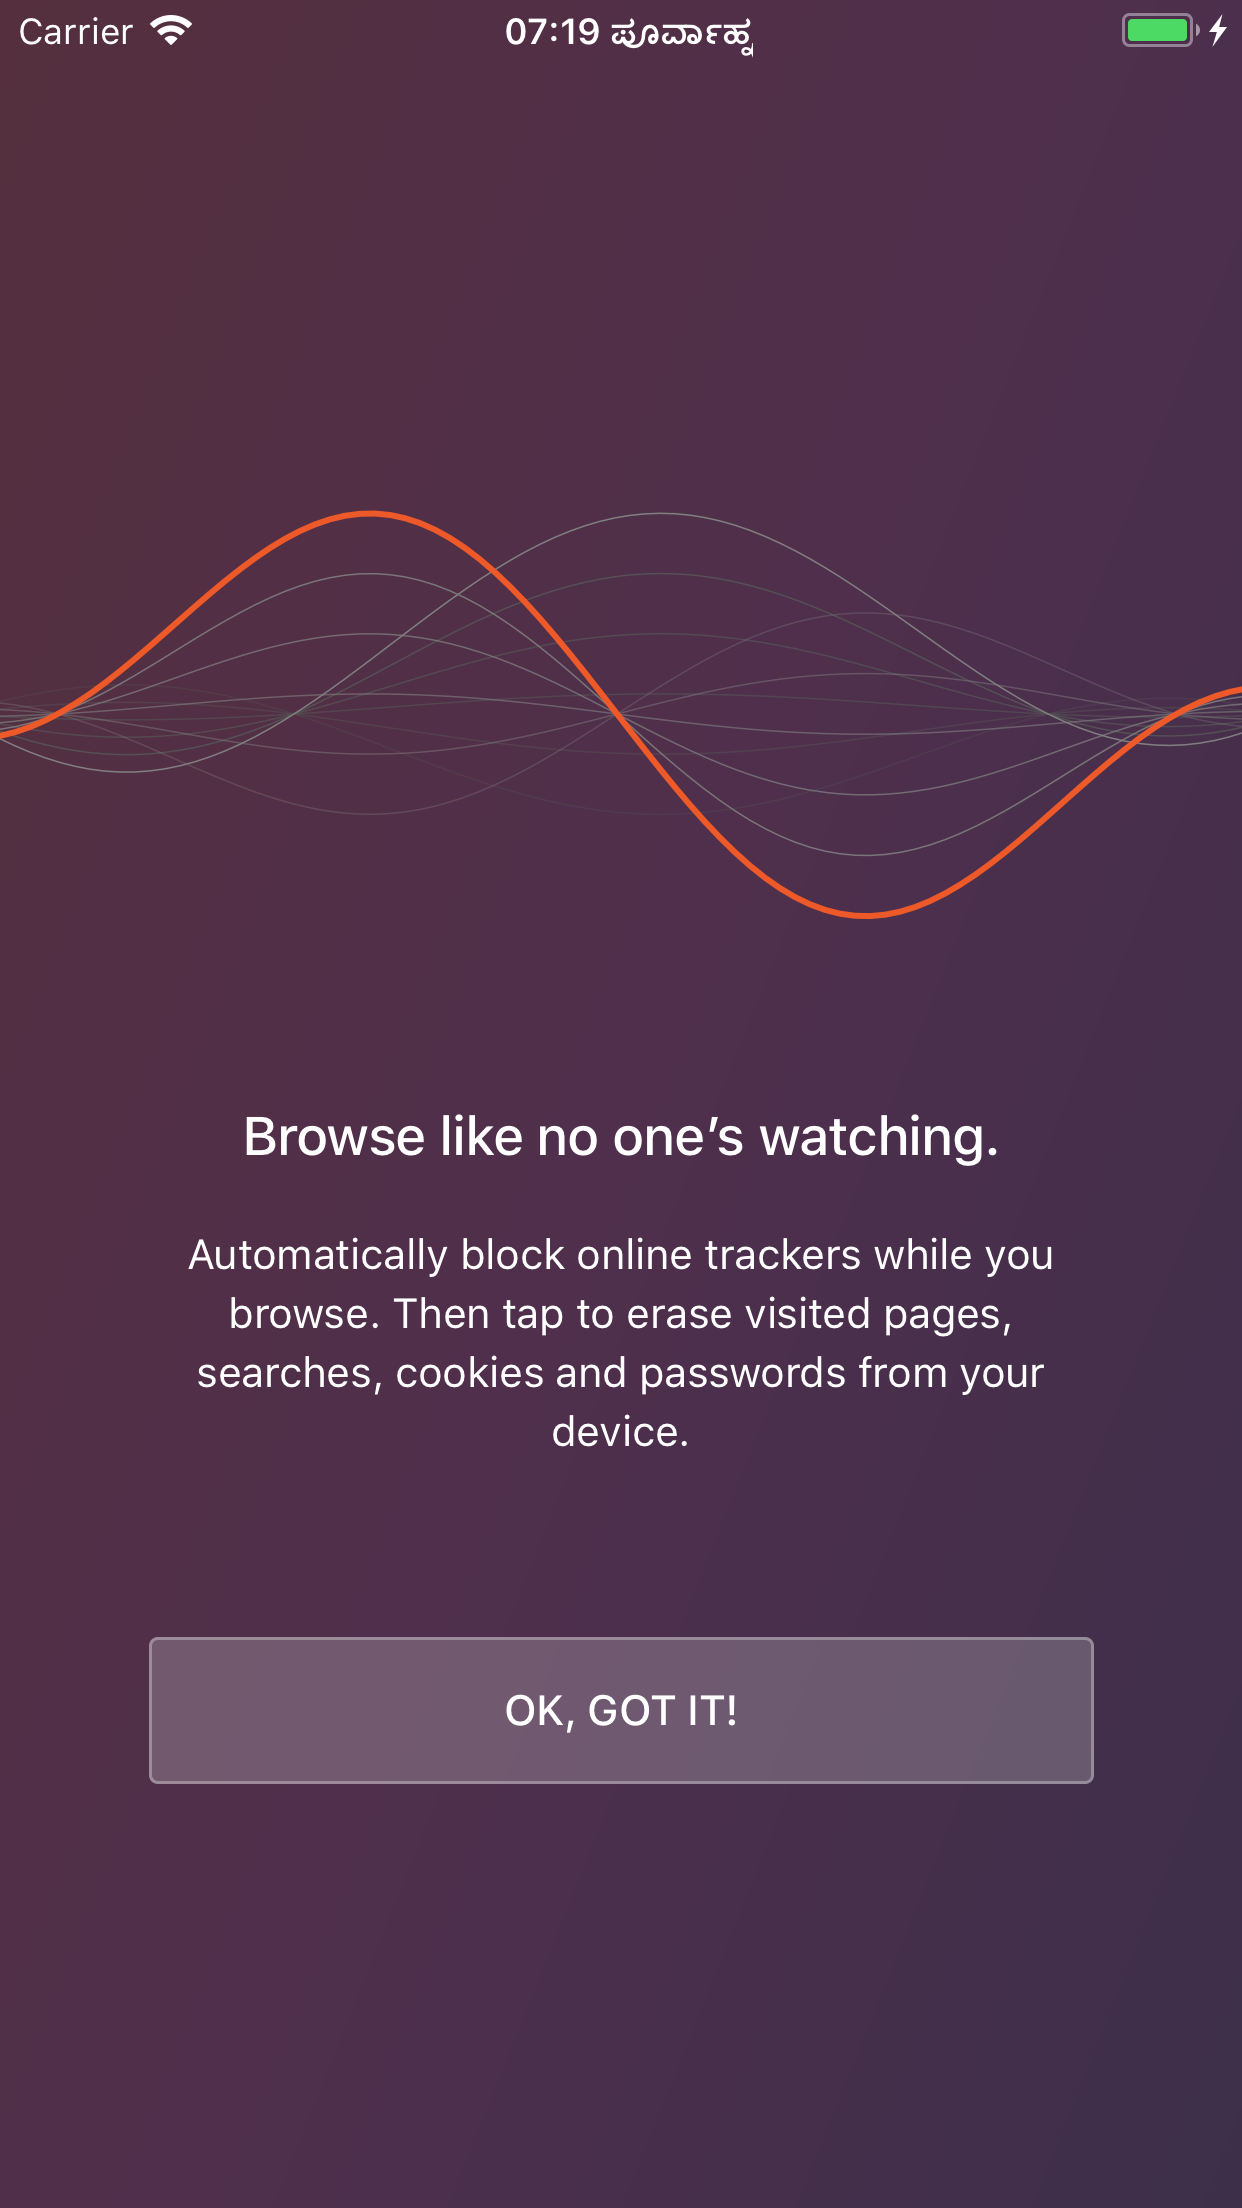 Carrier 07:19 ಪೂರ್ವಾಹ್ನ
Browse like no one’s watching.
Automatically block online trackers while you
browse. Then tap to erase visited pages,
searches, cookies and passwords from your
device.
OK, GOT IT!